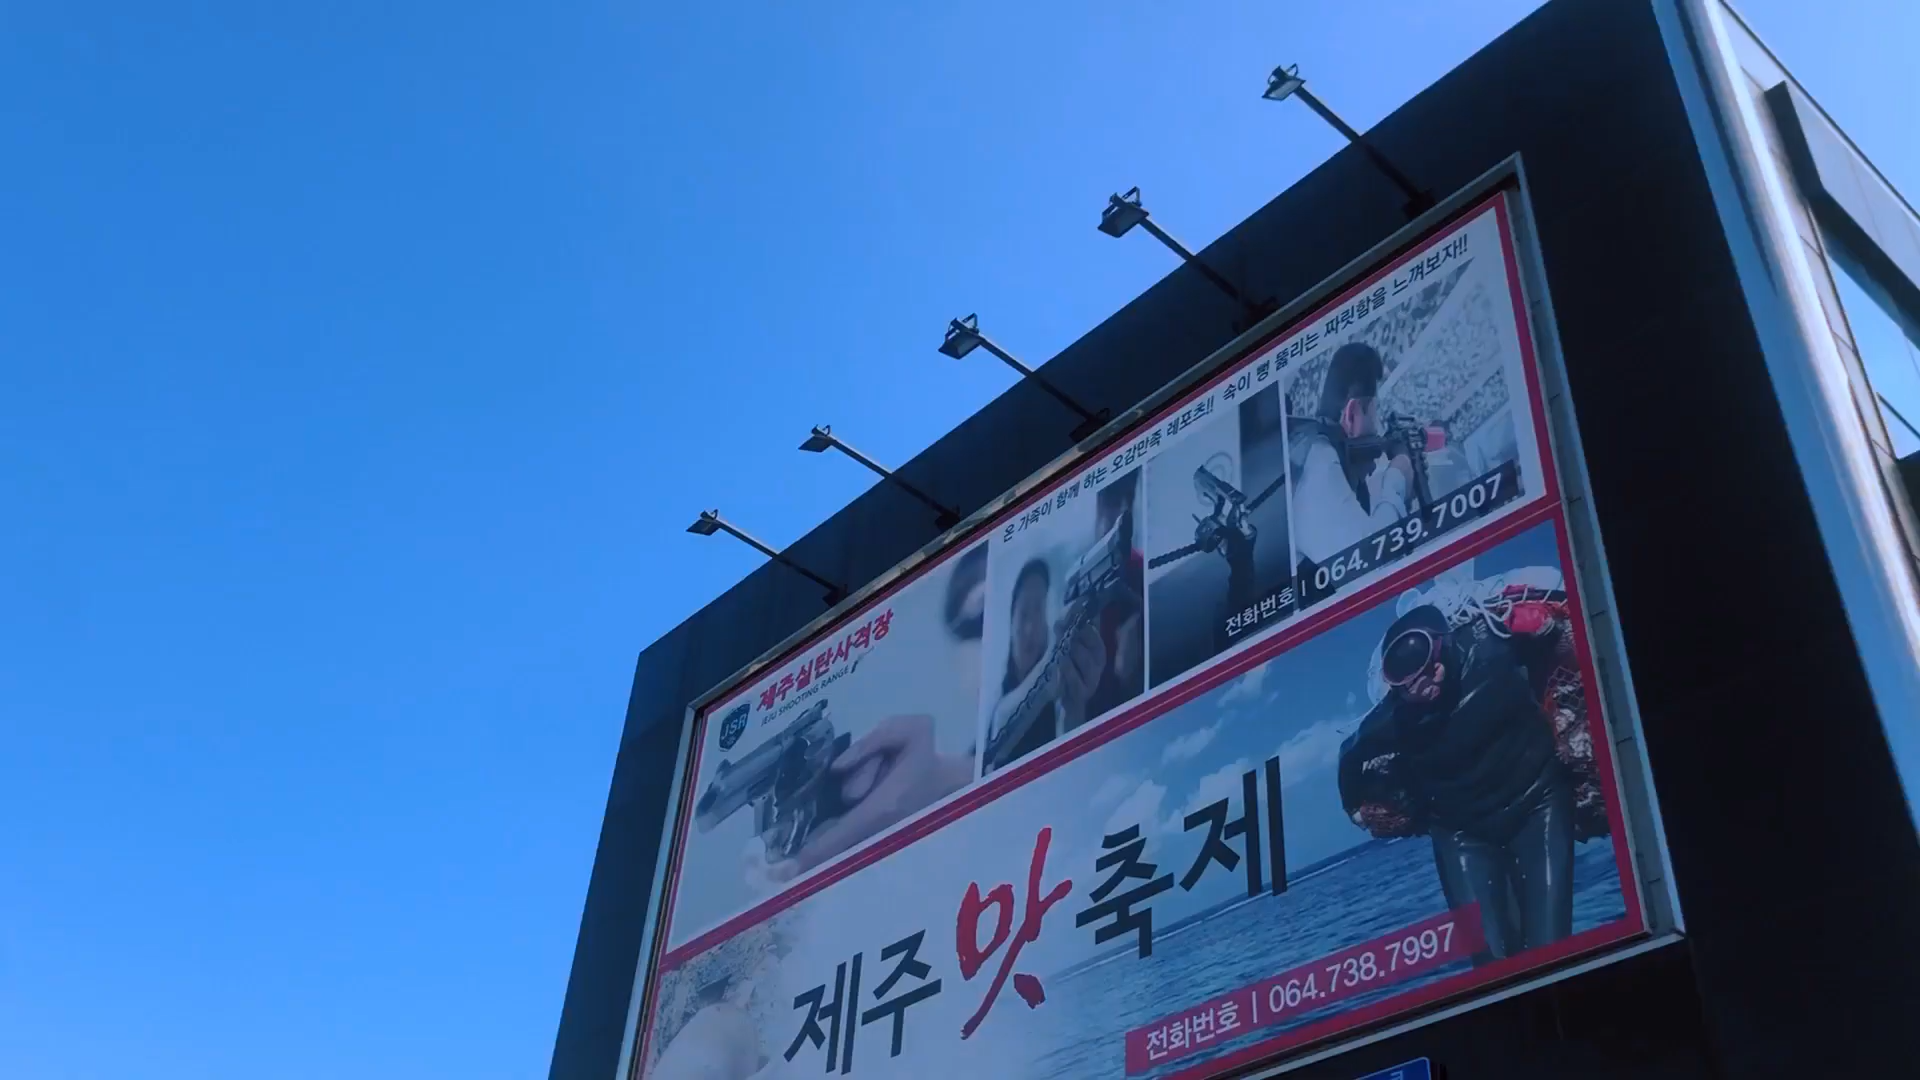 온 가족이 함께 하는 오감만족 레포츠!! 속이 뻥 뚫리는 짜릿함을 느껴보자!!
제주실탄사격장
JEJU SHOOTING RANGE
JSR
전화번호 | 064.739.7007
제주맛축제
전화번호 | 064.738.7997